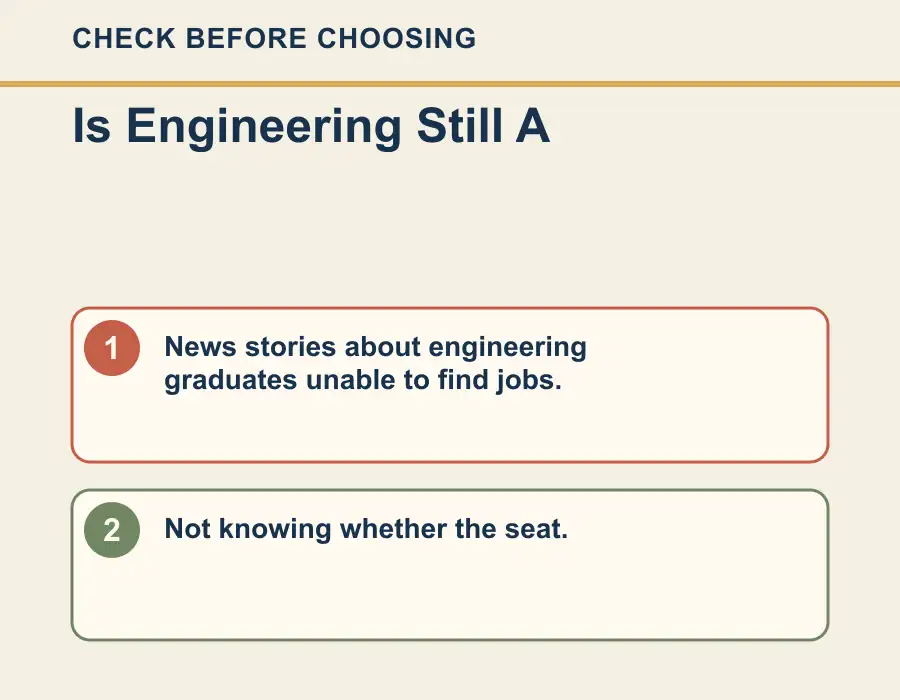 CHECK BEFORE CHOOSING
Is Engineering Still A
1
News stories about engineering
graduates unable to find jobs.
2
Not knowing whether the seat.